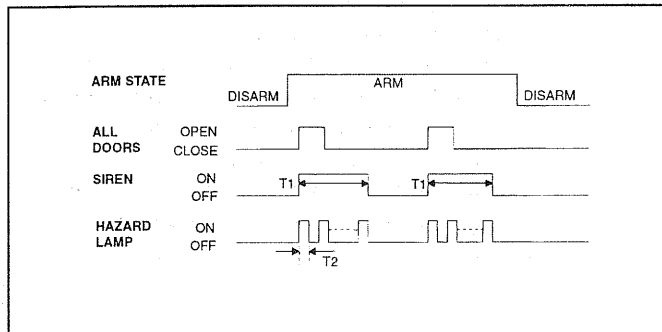 ARM STATE
ARM
DISARM
DISARM
ALL DOORS
OPEN
CLOSE
SIREN
ON
OFF
T1
T1
HAZARD LAMP
ON
OFF
T2